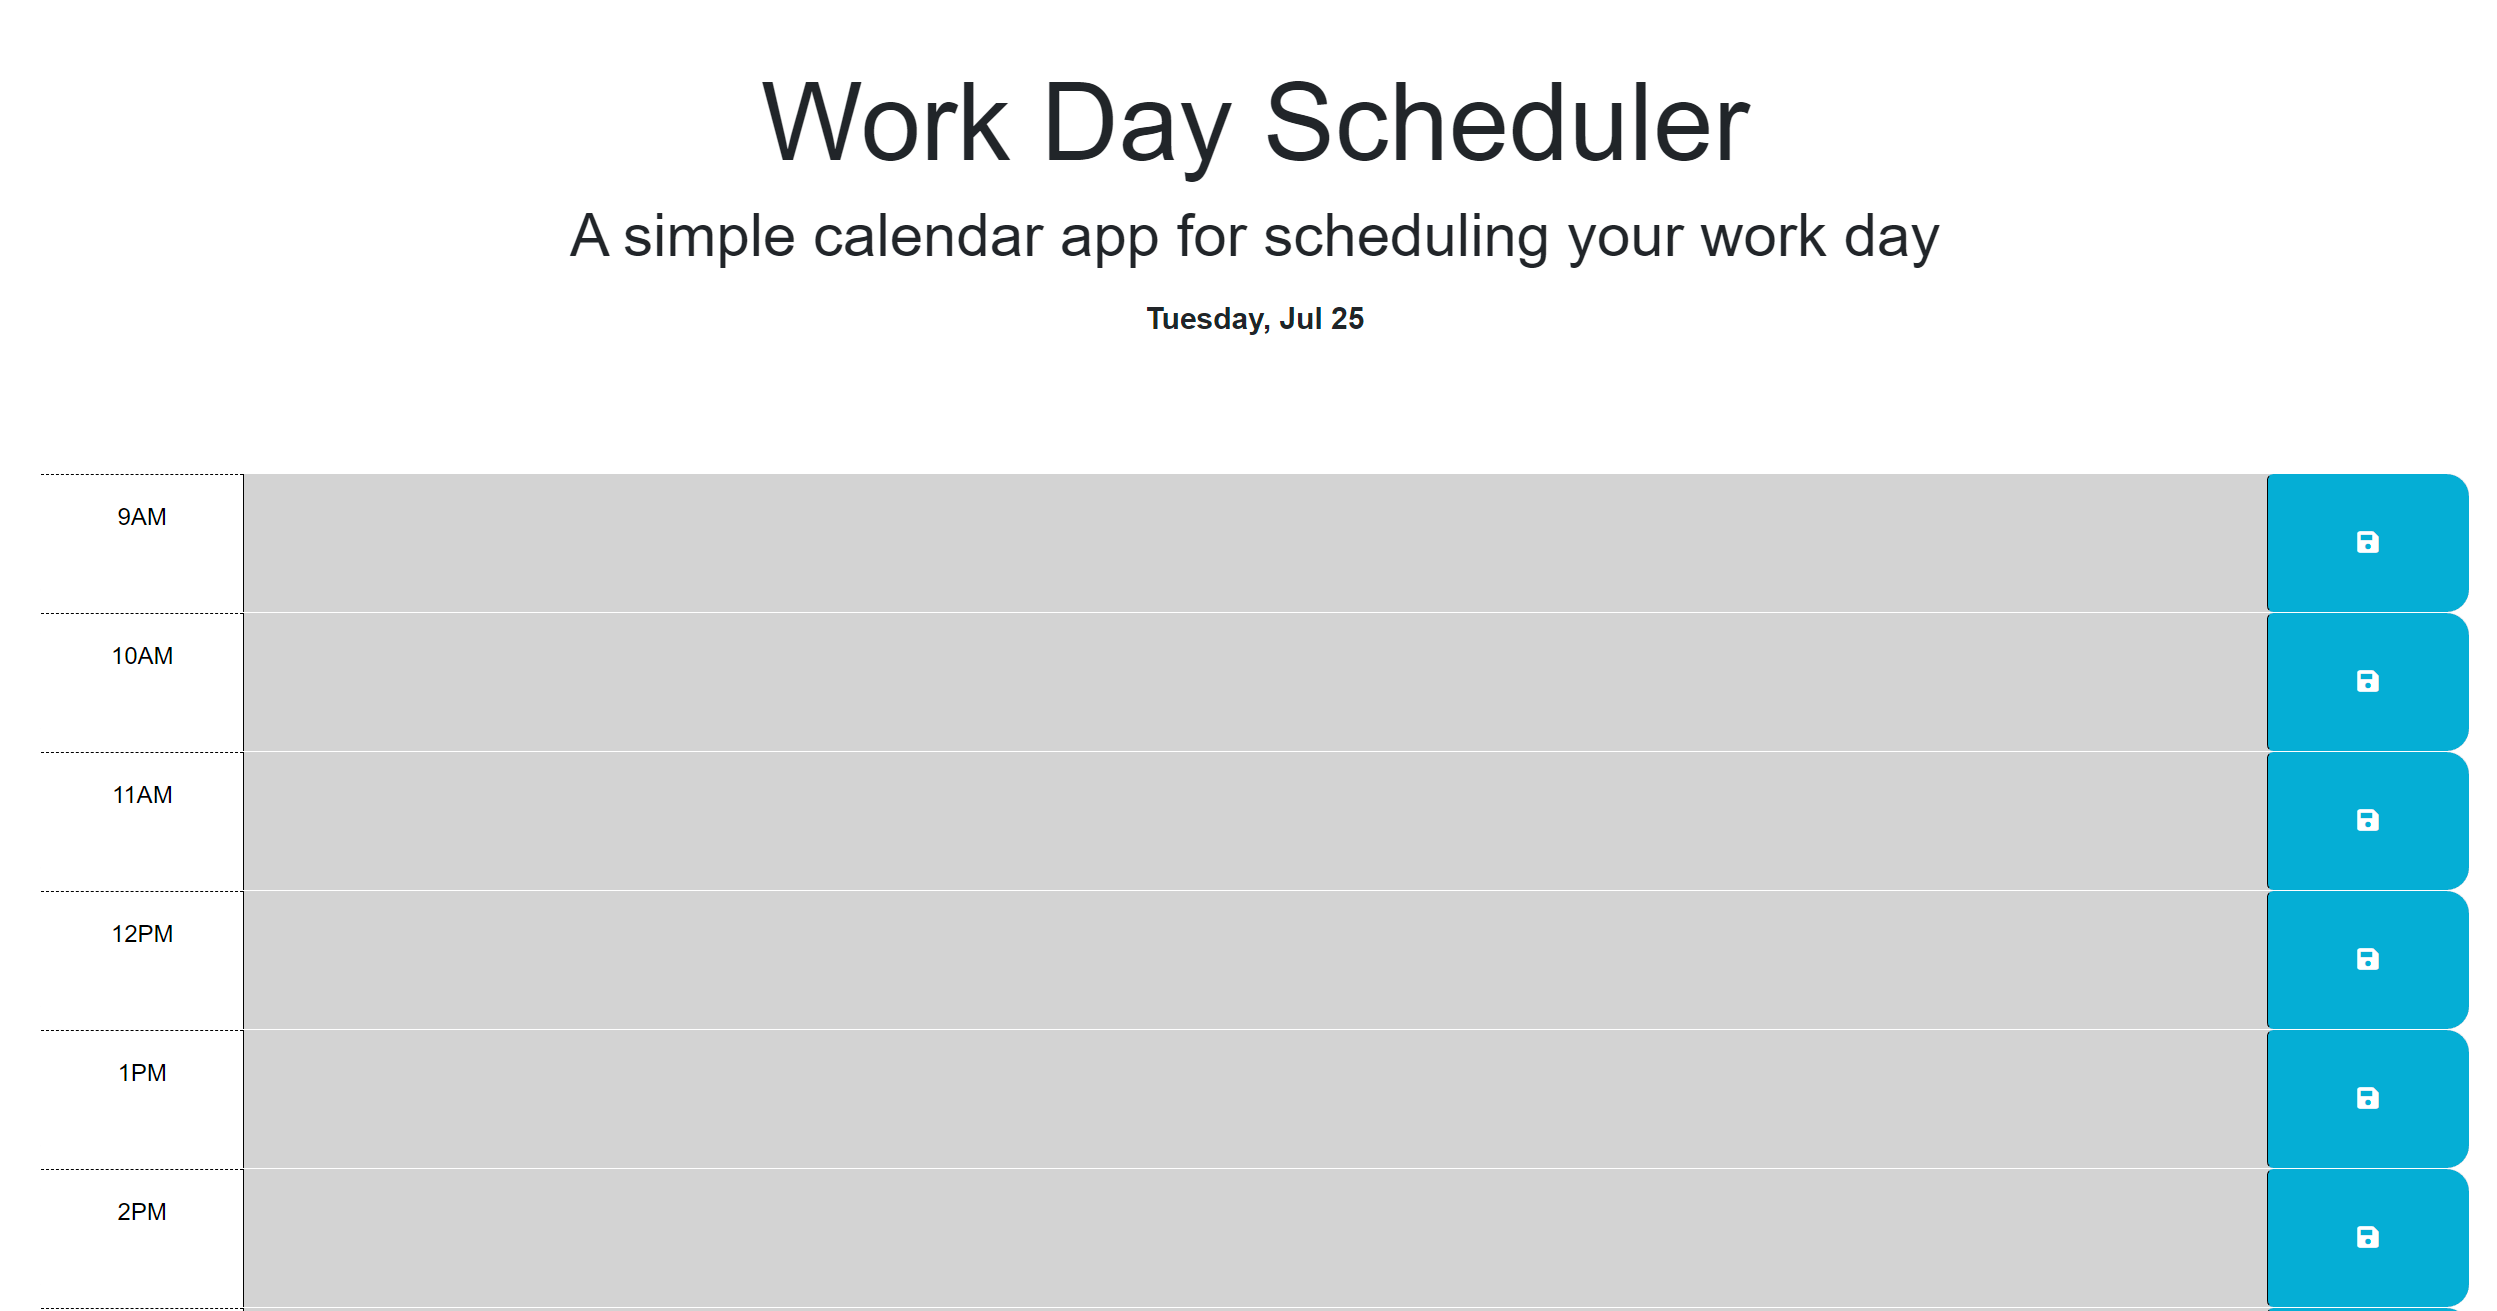 Work Day Scheduler
A simple calendar app for scheduling your work day
Tuesday, Jul 25
9AM
10AM
11AM
12PM
1PM
2PM